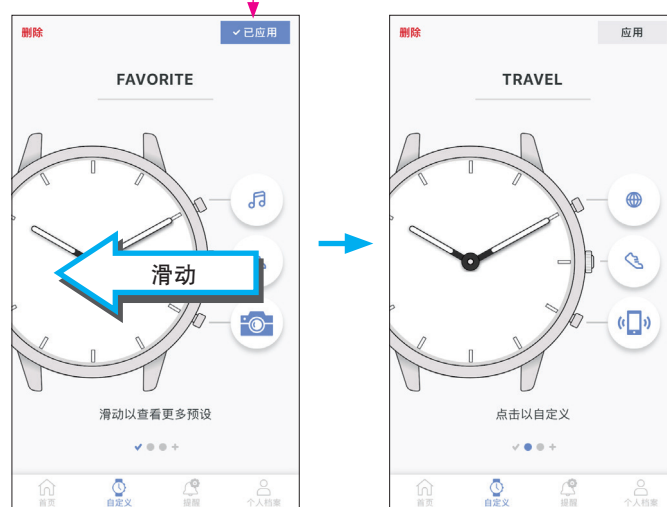 删除
已应用
FAVORITE
滑动
滑动以查看更多预设
首页
自定义
提醒
个人档案
删除
应用
TRAVEL
点击以自定义
首页
自定义
提醒
个人档案